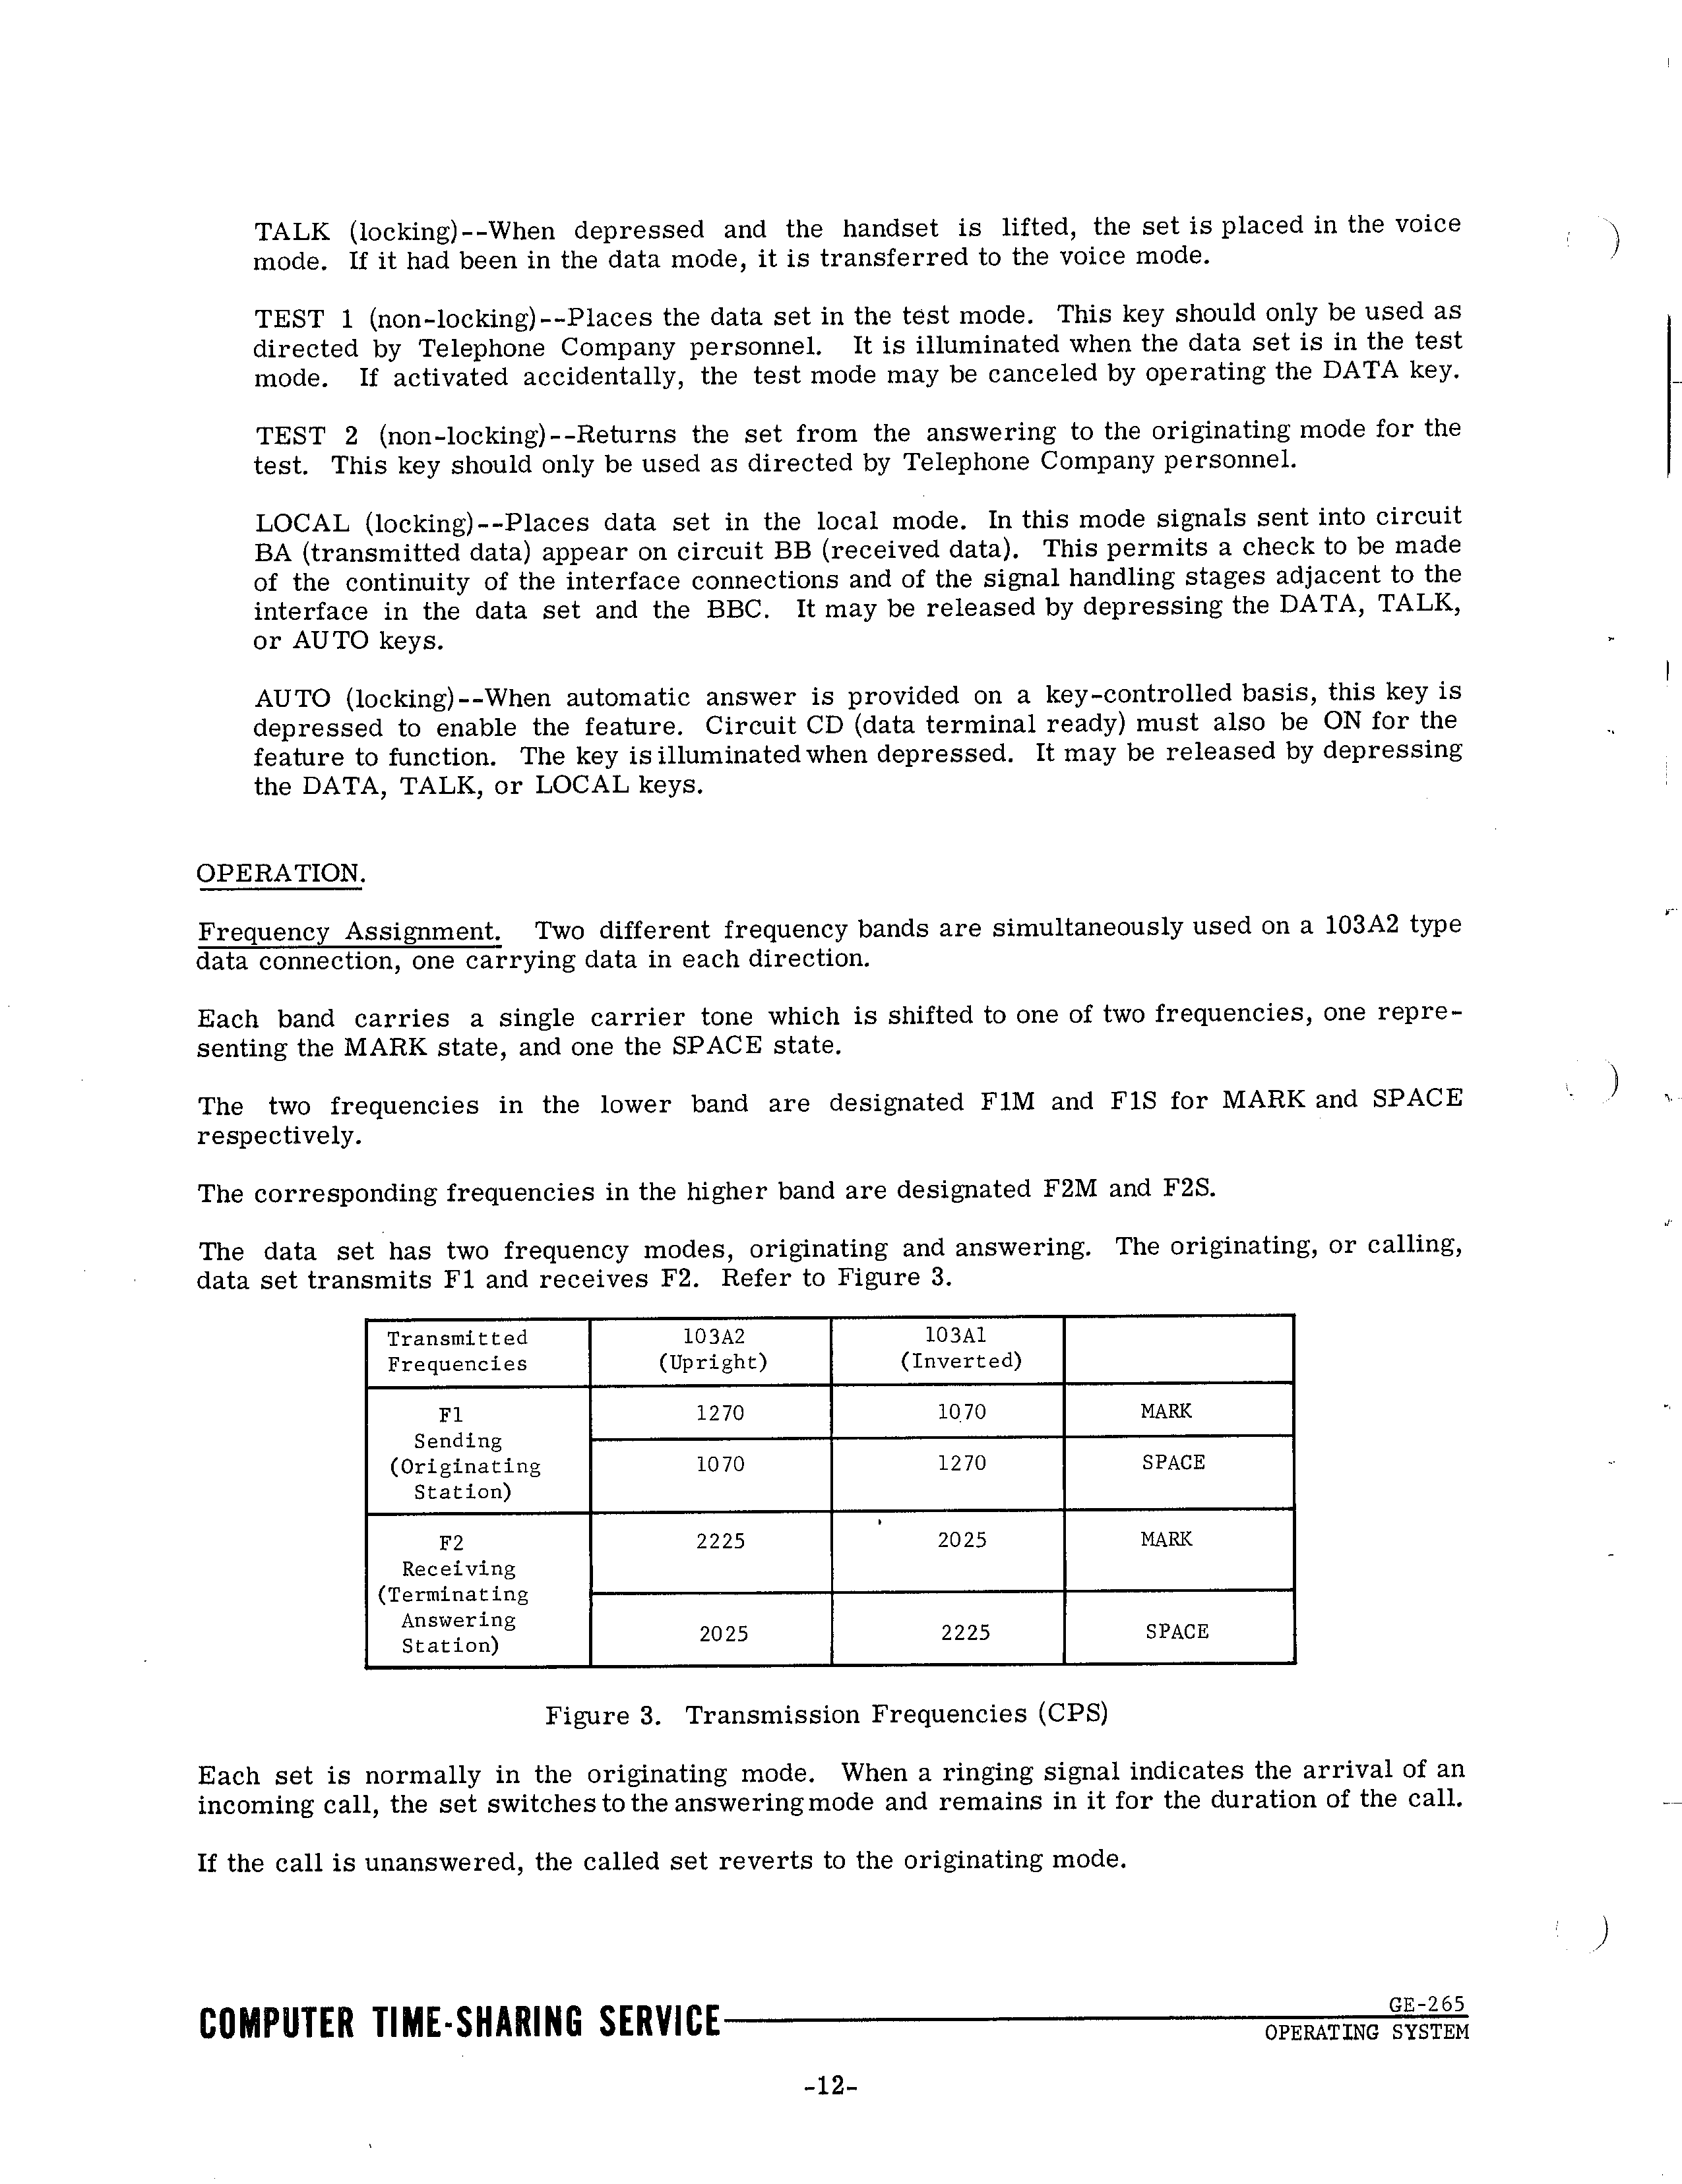 TALK (locking)--When depressed and the handset is lifted, the set is placed in the voice
mode. If it had been in the data mode, it is transferred to the voice mode.
TEST 1 (non-locking)--Places the data set in the test mode. This key should only be used as
directed by Telephone Company personnel. It is illuminated when the data set is in the test
mode. If activated accidentally, the test mode may be canceled by operating the DATA key.
TEST 2 (non-locking)--Returns the set from the answering to the originating mode for the
test. This key should only be used as directed by Telephone Company personnel.
LOCAL (locking)--Places data set in the local mode. In this mode signals sent into circuit
BA (transmitted data) appear on circuit BB (received data). This permits a check to be made
of the continuity of the interface connections and of the signal handling stages adjacent to the
interface in the data set and the BBC. It may be released by depressing the DATA, TALK,
or AUTO keys.
AUTO (locking)--When automatic answer is provided on a key-controlled basis, this key is
depressed to enable the feature. Circuit CD (data terminal ready) must also be ON for the
feature to function. The key is illuminated when depressed. It may be released by depressing
the DATA, TALK, or LOCAL keys.
OPERATION.
Frequency Assignment. Two different frequency bands are simultaneously used on a 103A2 type
data connection, one carrying data in each direction.
Each band carries a single carrier tone which is shifted to one of two frequencies, one repre-
senting the MARK state, and one the SPACE state.
The two frequencies in the lower band are designated F1M and F1S for MARK and SPACE
respectively.
The corresponding frequencies in the higher band are designated F2M and F2S.
The data set has two frequency modes, originating and answering. The originating, or calling,
data set transmits F1 and receives F2. Refer to Figure 3.
Transmitted Frequencies 103A2 (Upright) 103A1 (Inverted)
F1 Sending (Originating Station) 1270 1070 MARK
1070 1270 SPACE
F2 Receiving (Terminating Answering Station) 2225 2025 MARK
2025 2225 SPACE
Figure 3. Transmission Frequencies (CPS)
Each set is normally in the originating mode. When a ringing signal indicates the arrival of an
incoming call, the set switches to the answering mode and remains in it for the duration of the call.
If the call is unanswered, the called set reverts to the originating mode.
COMPUTER TIME-SHARING SERVICE
GE-265
OPERATING SYSTEM
-12-